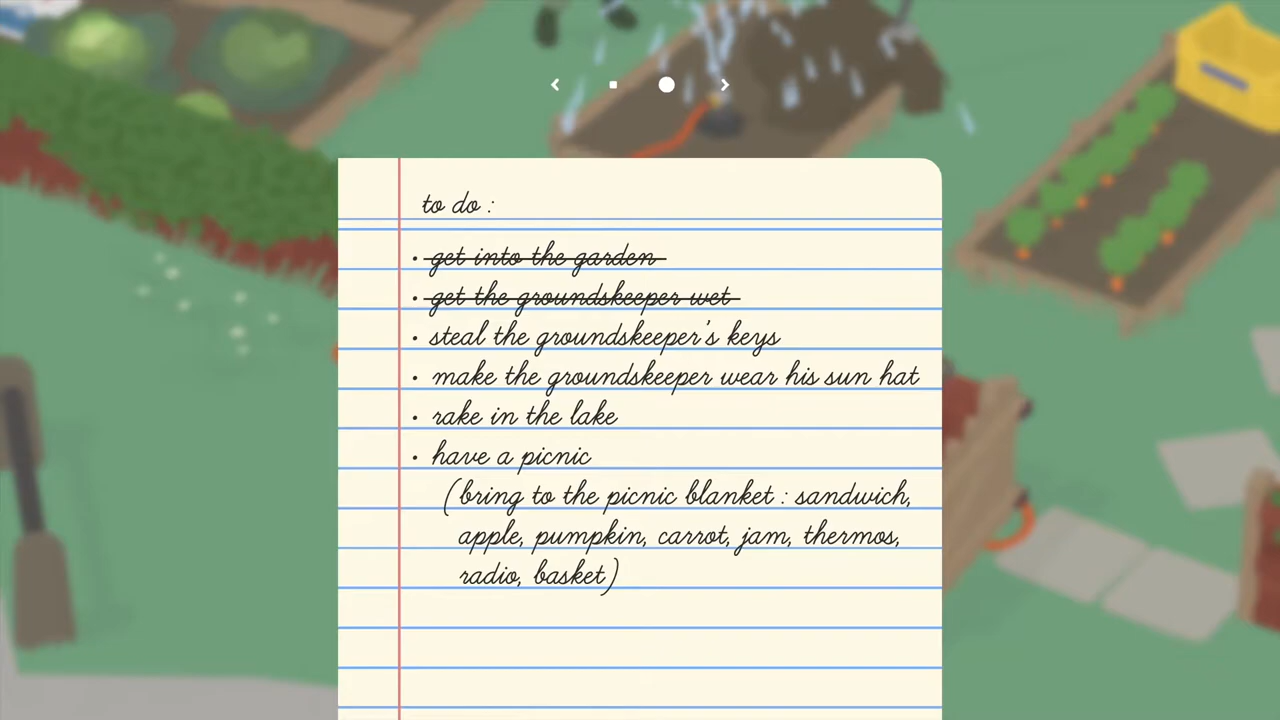 to do :
• get into the garden
• get the groundskeeper wet
• steal the groundskeeper's keys
• make the groundskeeper wear his sun hat
• rake in the lake
• have a picnic
(bring to the picnic blanket : sandwich,
apple, pumpkin, carrot, jam, thermos,
radio, basket)